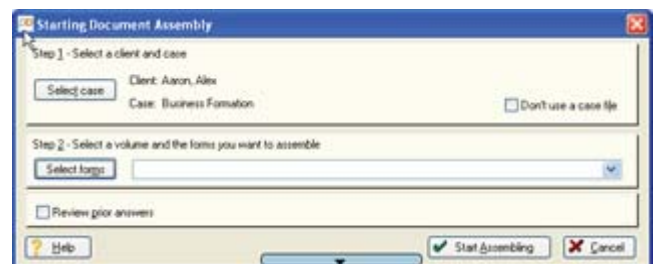 Starting Document Assembly
Step 1 - Select a client and case
Select case
Client: Aaron, Alex
Case: Business Formation
Don't use a case file
Step 2 - Select a volume and the forms you want to assemble
Select forms
Review prior answers
Help
Start Assembling
Cancel